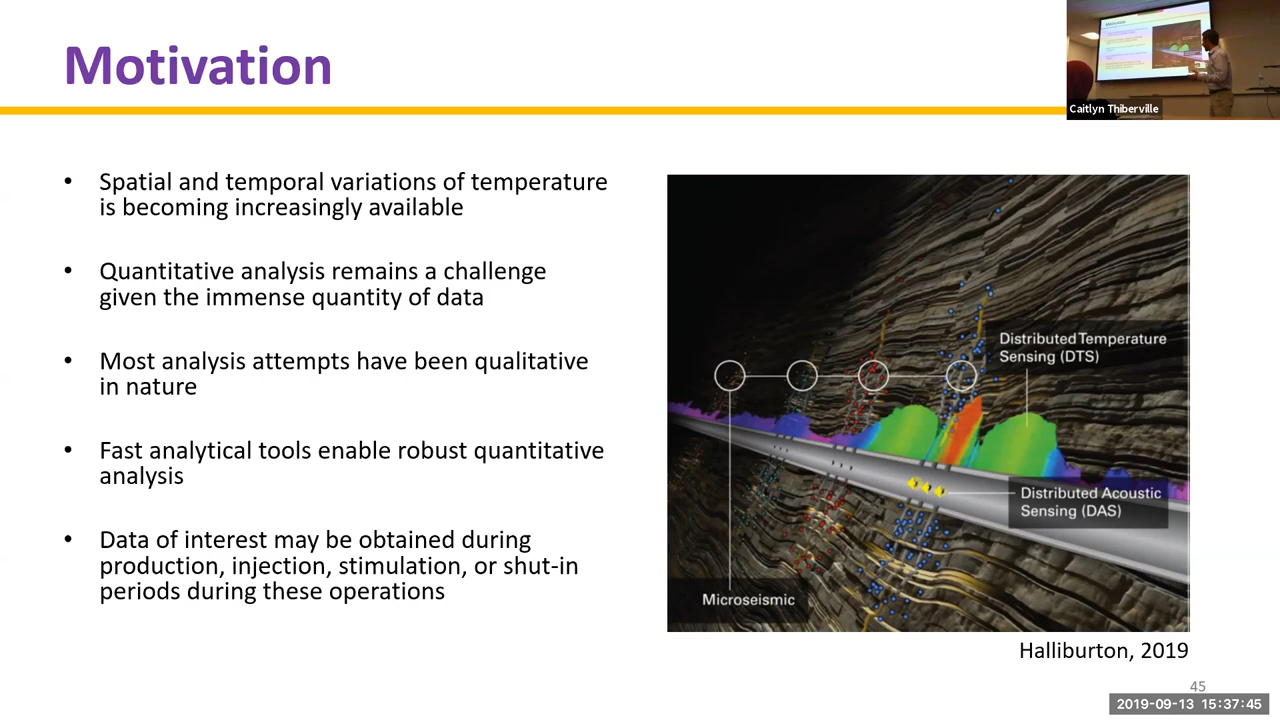 Motivation
Caitlyn Thiberville
• Spatial and temporal variations of temperature
is becoming increasingly available
• Quantitative analysis remains a challenge
given the immense quantity of data
• Most analysis attempts have been qualitative
in nature
• Fast analytical tools enable robust quantitative
analysis
• Data of interest may be obtained during
production, injection, stimulation, or shut-in
periods during these operations
Distributed Temperature
Sensing (DTS)
Distributed Acoustic
Sensing (DAS)
Microseismic
Halliburton, 2019
45
2019-09-13 15:37:45